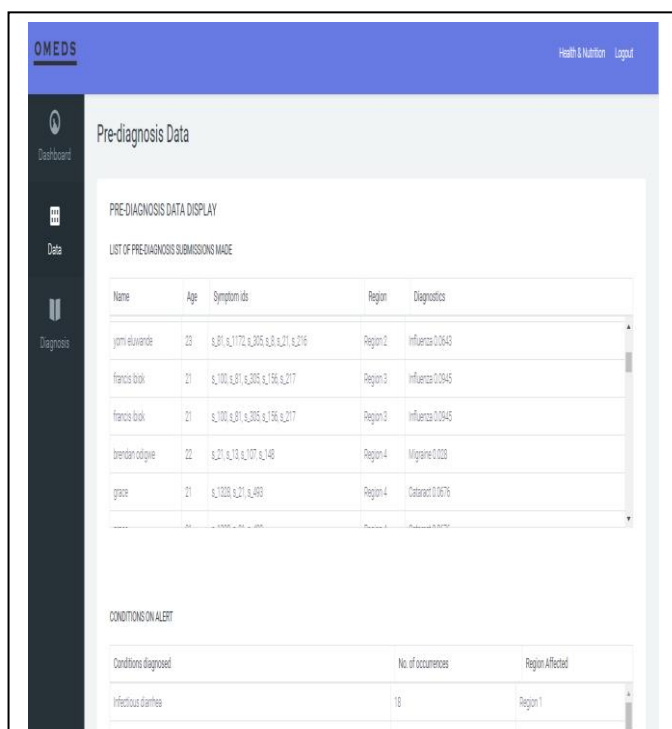 OMEDS
Health & Nutrition Logout
Dashboard
Data
Diagnosis
Pre-diagnosis Data
PRE-DIAGNOSIS DATA DISPLAY
LIST OF PRE-DIAGNOSIS SUBMISSIONS MADE
Name Age Symptom ids Region Diagnostics
yomi eluwande 23 s_81, s_1172, s_305, s_8, s_21, s_216 Region 2 Influenza 0.0643
francis ibiok 21 s_100, s_81, s_305, s_156, s_217 Region 3 Influenza 0.0945
francis ibiok 21 s_100, s_81, s_305, s_156, s_217 Region 3 Influenza 0.0945
brendan odigwe 22 s_21, s_13, s_107, s_148 Region 4 Migraine 0.028
grace 21 s_1208, s_21, s_493 Region 4 Cataract 0.0676
CONDITIONS ON ALERT
Conditions diagnosed No. of occurrences Region Affected
Infectious diarrhea 18 Region 1